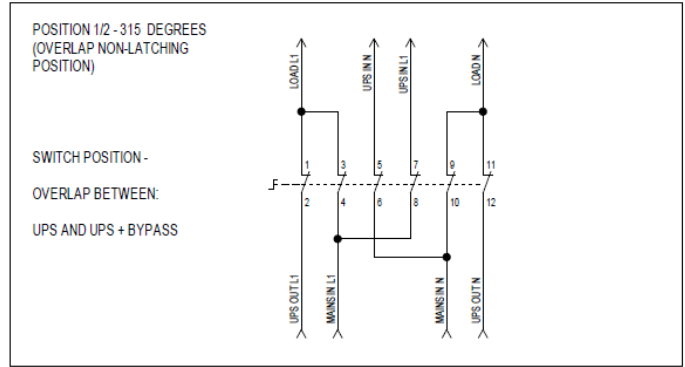 POSITION 1/2 - 315 DEGREES
(OVERLAP NON-LATCHING
POSITION)
LOAD L1
UPS IN N
UPS IN L1
LOAD N
SWITCH POSITION -
OVERLAP BETWEEN:
UPS AND UPS + BYPASS
1 3 5 7 9 11
2 4 6 8 10 12
UPS OUT L1
MAINS IN L1
MAINS IN N
UPS OUT N